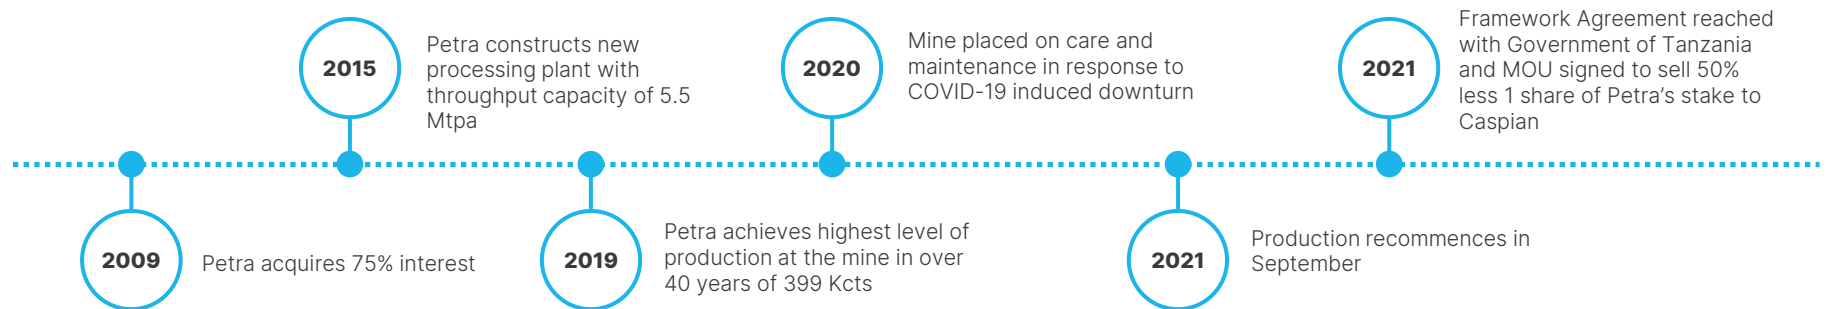 2009
Petra acquires 75% interest
2015
Petra constructs new
processing plant with
throughput capacity of 5.5
Mtpa
2019
Petra achieves highest level of
production at the mine in over
40 years of 399 Kcts
2020
Mine placed on care and
maintenance in response to
COVID-19 induced downturn
2021
Production recommences in
September
2021
Framework Agreement reached
with Government of Tanzania
and MOU signed to sell 50%
less 1 share of Petra’s stake to
Caspian